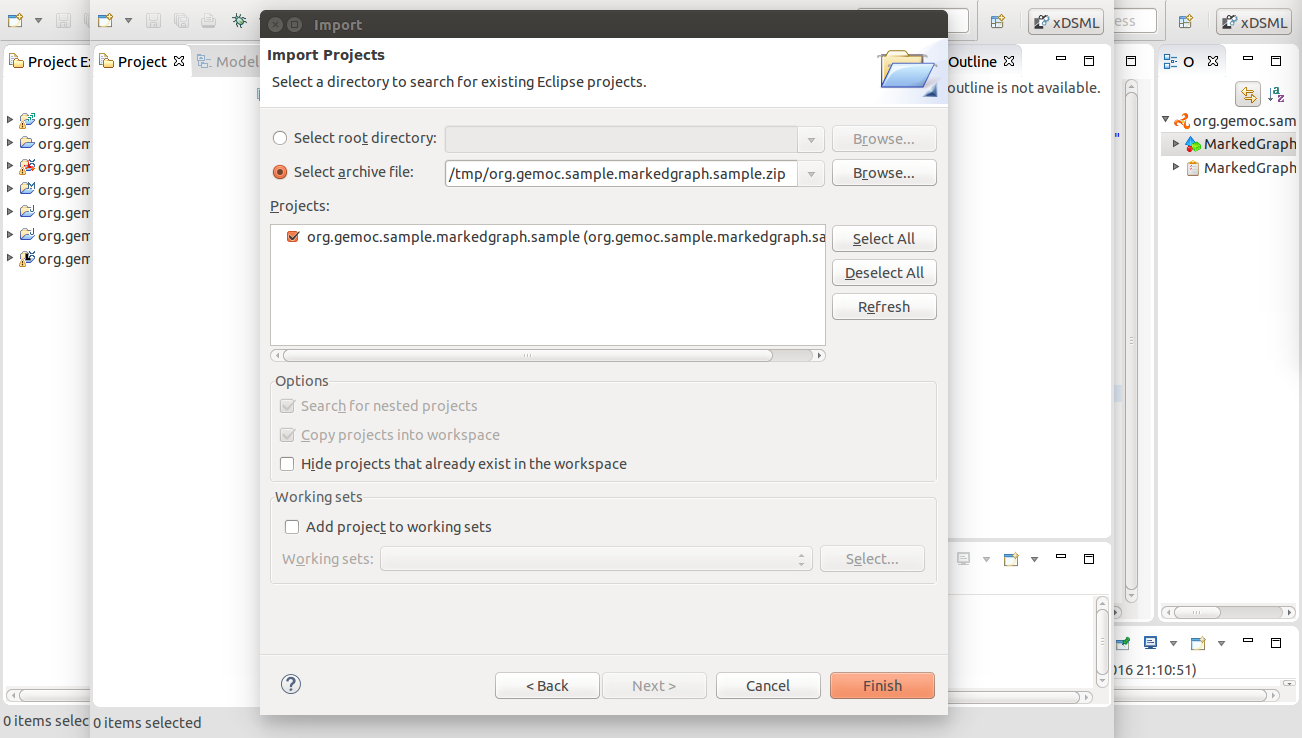 Import
Import Projects
Select a directory to search for existing Eclipse projects.
Select root directory:
Browse...
Select archive file:
/tmp/org.gemoc.sample.markedgraph.sample.zip
Browse...
Projects:
org.gemoc.sample.markedgraph.sample (org.gemoc.sample.markedgraph.sa
Select All
Deselect All
Refresh
Options
Search for nested projects
Copy projects into workspace
Hide projects that already exist in the workspace
Working sets
Add project to working sets
Working sets:
Select...
? < Back Next > Cancel Finish
Project Ex
org.gem
org.gem
org.gem
org.gem
org.gem
org.gem
org.gem
0 items selec
Project
Model
0 items selected
xDSML
Outline
outline is not available.
ess
xDSML
"
O
org.gemoc.sam
MarkedGraph
MarkedGraph
016 21:10:51)